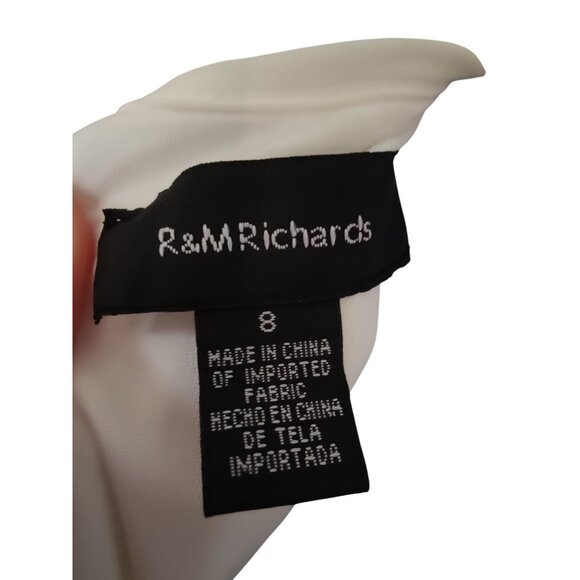 R&M Richards
8
MADE IN CHINA
OF IMPORTED
FABRIC
HECHO EN CHINA
DE TELA
IMPORTADA